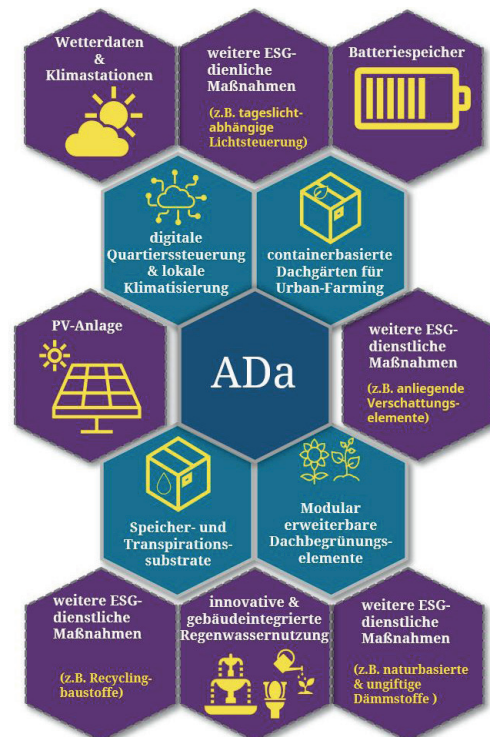 Wetterdaten
&
Klimastationen
weitere ESG-
dienliche
Maßnahmen
(z.B. tageslicht-
abhängige
Lichtsteuerung)
Batteriespeicher
digitale
Quartierssteuerung
& lokale
Klimatisierung
containerbasierte
Dachgärten für
Urban-Farming
PV-Anlage
ADa
weitere ESG-
dienstliche
Maßnahmen
(z.B. anliegende
Verschattungs-
elemente)
Speicher- und
Transpirations-
substrate
Modular
erweiterbare
Dachbegrünungs-
elemente
weitere ESG-
dienstliche
Maßnahmen
(z.B. Recycling-
baustoffe)
innovative &
gebäudeintegrierte
Regenwassernutzung
weitere ESG-
dienstliche
Maßnahmen
(z.B. naturbasierte
& ungiftige
Dämmstoffe )